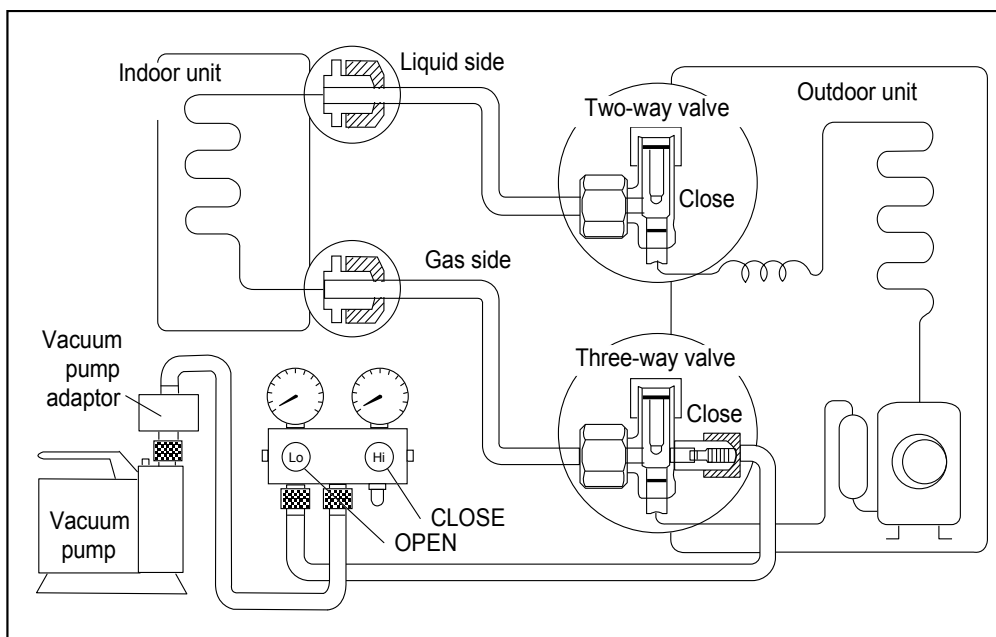 Indoor unit
Liquid side
Two-way valve
Outdoor unit
Close
Gas side
Three-way valve
Close
Vacuum
pump
adaptor
Lo
Hi
CLOSE
OPEN
Vacuum
pump